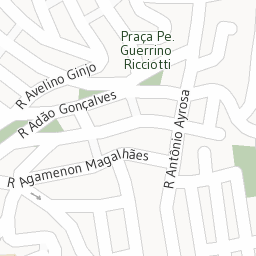 Praça Pe.
Guerrino
Ricciotti
R Avelino Ginjo
R Adão Gonçalves
R Agamenon Magalhães
R Antônio Ayrosa